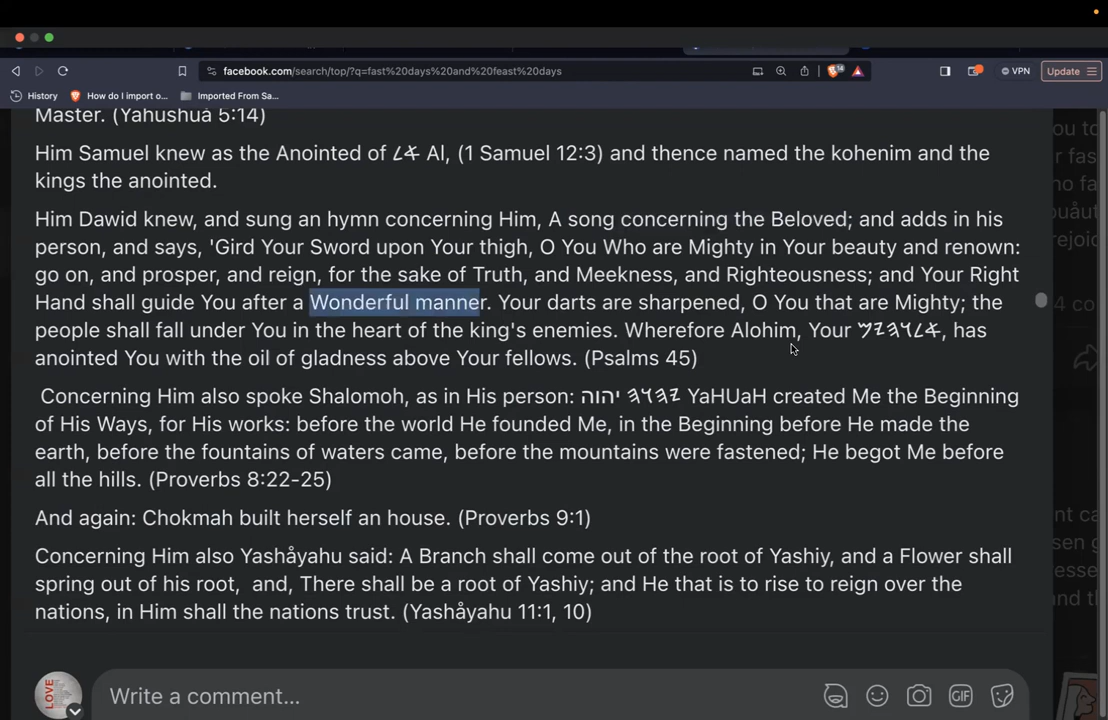 facebook.com/search/top/?q=fast%20days%20and%20feast%20days
VPN
Update
History
How do I import o...
Imported From Sa...
Master. (Yahushuå 5:14)
Him Samuel knew as the Anointed of 𐤋𐤀 Al, (1 Samuel 12:3) and thence named the kohenim and the
kings the anointed.
Him Dawid knew, and sung an hymn concerning Him, A song concerning the Beloved; and adds in his
person, and says, 'Gird Your Sword upon Your thigh, O You Who are Mighty in Your beauty and renown:
go on, and prosper, and reign, for the sake of Truth, and Meekness, and Righteousness; and Your Right
Hand shall guide You after a Wonderful manner. Your darts are sharpened, O You that are Mighty; the
people shall fall under You in the heart of the king's enemies. Wherefore Alohim, Your 𐤌𐤉𐤄𐤅𐤋𐤀, has
anointed You with the oil of gladness above Your fellows. (Psalms 45)
Concerning Him also spoke Shalomoh, as in His person: יהוה 𐤄𐤅𐤄𐤉 YaHUaH created Me the Beginning
of His Ways, for His works: before the world He founded Me, in the Beginning before He made the
earth, before the fountains of waters came, before the mountains were fastened; He begot Me before
all the hills. (Proverbs 8:22-25)
And again: Chokmah built herself an house. (Proverbs 9:1)
Concerning Him also Yashåyahu said: A Branch shall come out of the root of Yashiy, and a Flower shall
spring out of his root, and, There shall be a root of Yashiy; and He that is to rise to reign over the
nations, in Him shall the nations trust. (Yashåyahu 11:1, 10)
LOVE
Write a comment...
GIF